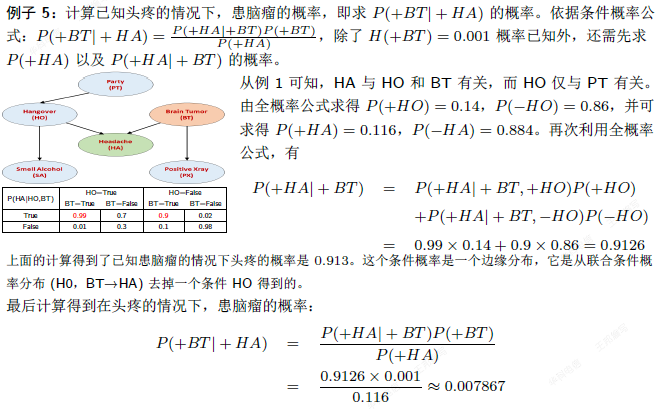 例子 5：计算已知头疼的情况下，患脑瘤的概率，即求 P(+BT|+HA) 的概率。依据条件概率公
式：P(+BT|+HA) = P(+HA|+BT)P(+BT) / P(+HA)，除了 H(+BT) = 0.001 概率已知外，还需先求
P(+HA) 以及 P(+HA|+BT) 的概率。
Party
(PT)
Hangover
(HO)
Brain Tumor
(BT)
Headache
(HA)
Small Alcohol
(SA)
Positive Xray
(PX)
P(HA|HO,BT) HO=True HO=False
BT=True BT=False BT=True BT=False
True 0.99 0.7 0.9 0.02
False 0.01 0.3 0.1 0.98
从例 1 可知，HA 与 HO 和 BT 有关，而 HO 仅与 PT 有关。
由全概率公式求得 P(+HO) = 0.14，P(−HO) = 0.86，并可
求得 P(+HA) = 0.116，P(−HA) = 0.884。再次利用全概率
公式，有
P(+HA|+BT) = P(+HA|+BT,+HO)P(+HO)
+P(+HA|+BT,−HO)P(−HO)
= 0.99 × 0.14 + 0.9 × 0.86 = 0.9126
上面的计算得到了已知患脑瘤的情况下头疼的概率是 0.913。这个条件概率是一个边缘分布，它是从联合条件概
率分布 (H0，BT→HA) 去掉一个条件 HO 得到的。
最后计算得到在头疼的情况下，患脑瘤的概率：
P(+BT|+HA) = P(+HA|+BT)P(+BT) / P(+HA)
= 0.9126 × 0.001 / 0.116 ≈ 0.007867